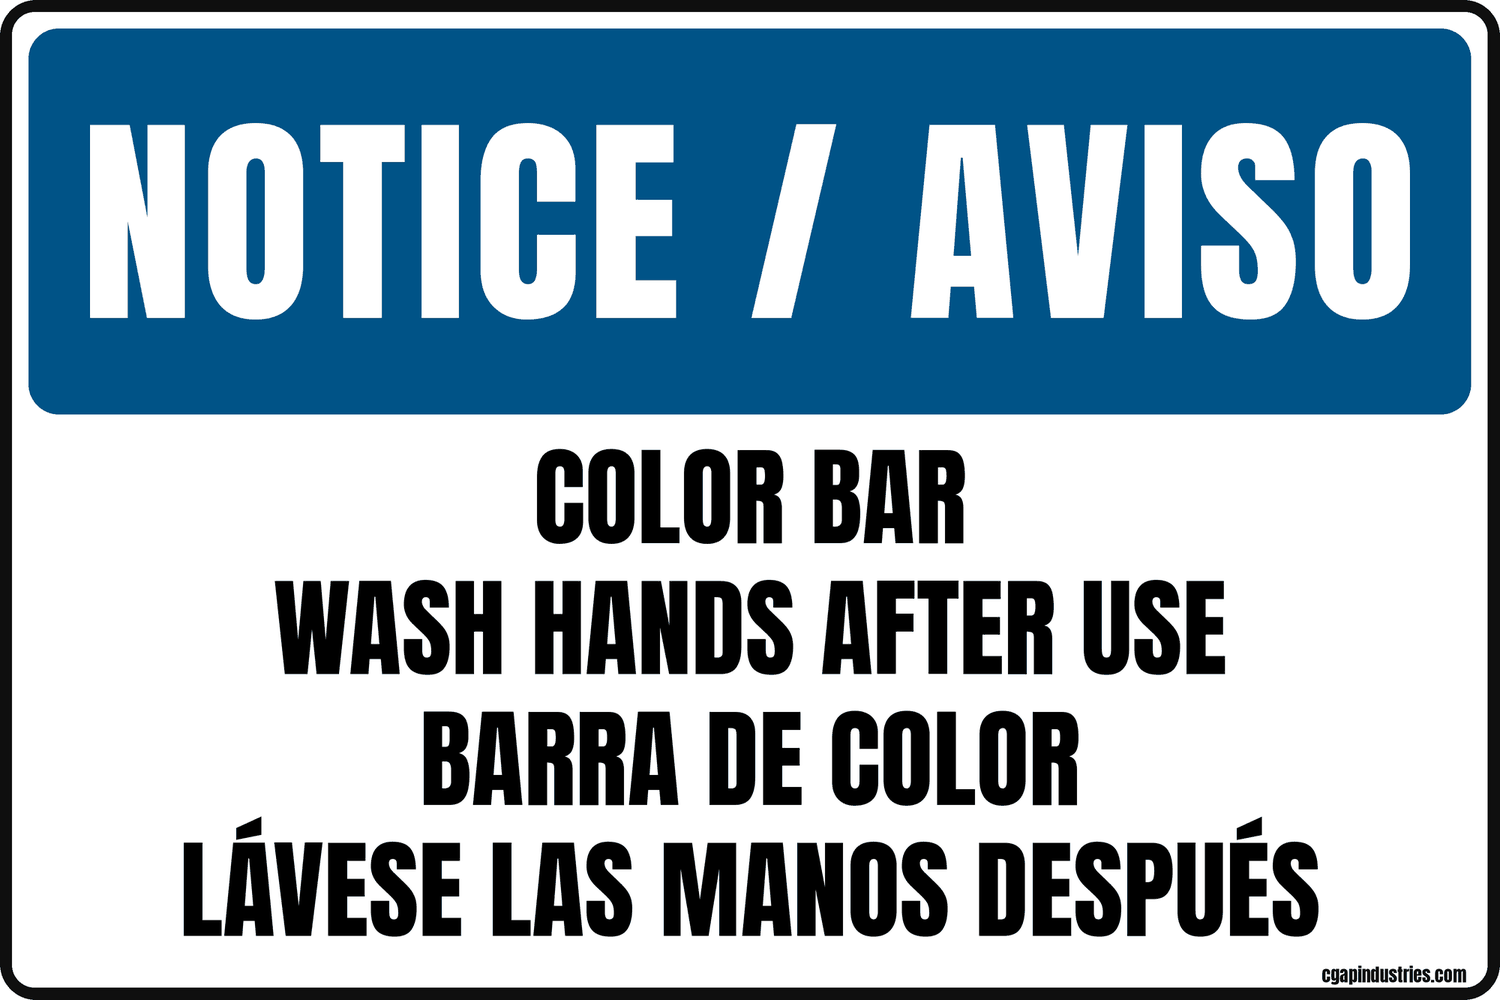 NOTICE / AVISO
COLOR BAR
WASH HANDS AFTER USE
BARRA DE COLOR
LÁVESE LAS MANOS DESPUÉS
cgapindustries.com